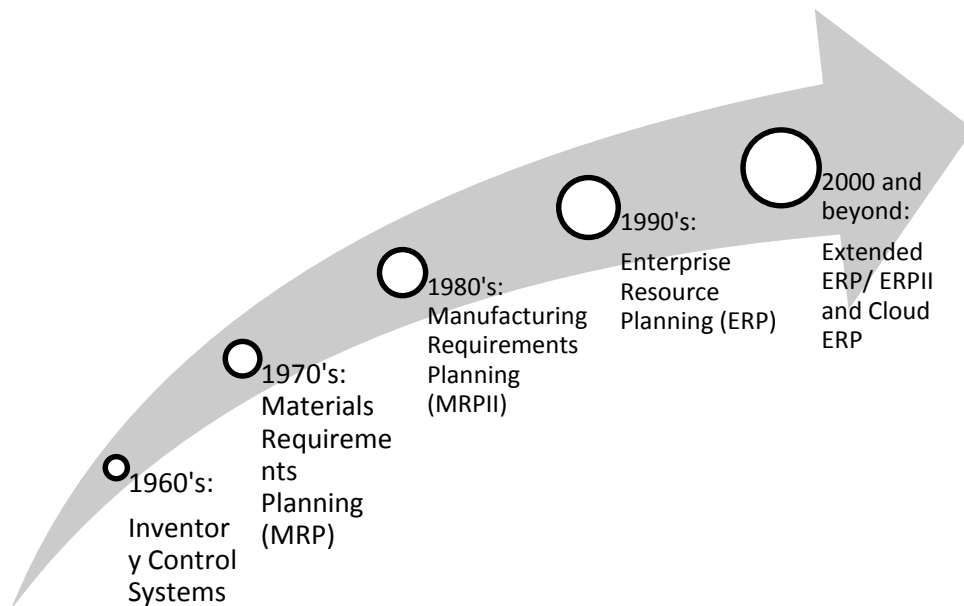 1960's:
Inventor
y Control
Systems
1970's:
Materials
Requireme
nts
Planning
(MRP)
1980's:
Manufacturing
Requirements
Planning
(MRPII)
1990's:
Enterprise
Resource
Planning (ERP)
2000 and
beyond:
Extended
ERP/ ERPII
and Cloud
ERP